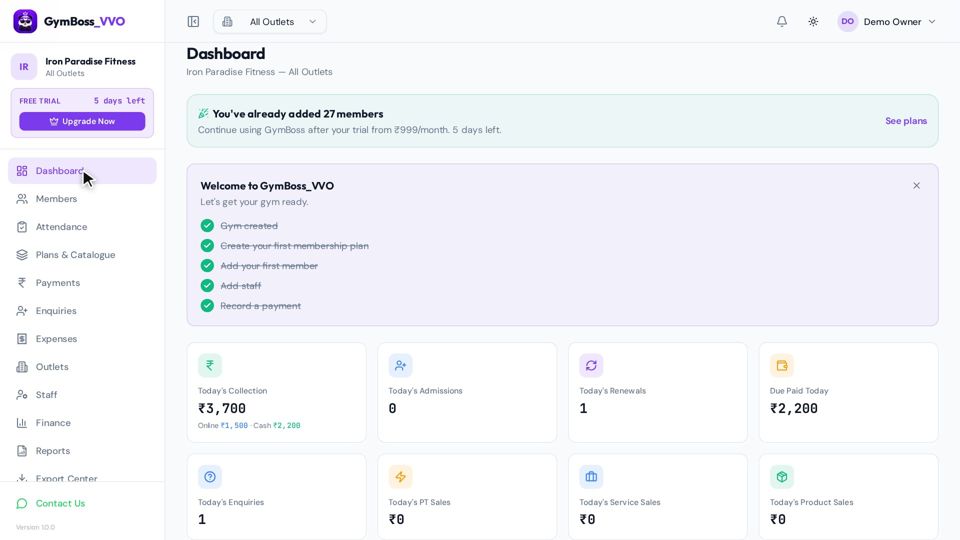 GymBoss_VVO
All Outlets
DO
Demo Owner
IR
Iron Paradise Fitness
All Outlets
FREE TRIAL
5 days left
Upgrade Now
Dashboard
Members
Attendance
Plans & Catalogue
Payments
Enquiries
Expenses
Outlets
Staff
Finance
Reports
Export Center
Contact Us
Version 1.0.0
Dashboard
Iron Paradise Fitness — All Outlets
You've already added 27 members
Continue using GymBoss after your trial from ₹999/month. 5 days left.
See plans
Welcome to GymBoss_VVO
Let's get your gym ready.
Gym created
Create your first membership plan
Add your first member
Add staff
Record a payment
Today's Collection
₹3,700
Online ₹1,500 · Cash ₹2,200
Today's Admissions
0
Today's Renewals
1
Due Paid Today
₹2,200
Today's Enquiries
1
Today's PT Sales
₹0
Today's Service Sales
₹0
Today's Product Sales
₹0